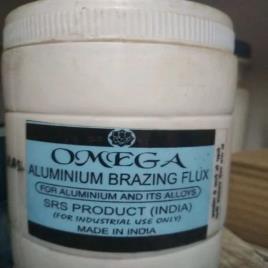 OMEGA
ALUMINIUM BRAZING FLUX
FOR ALUMINIUM AND ITS ALLOYS
SRS PRODUCT (INDIA)
(FOR INDUSTRIAL USE ONLY)
MADE IN INDIA